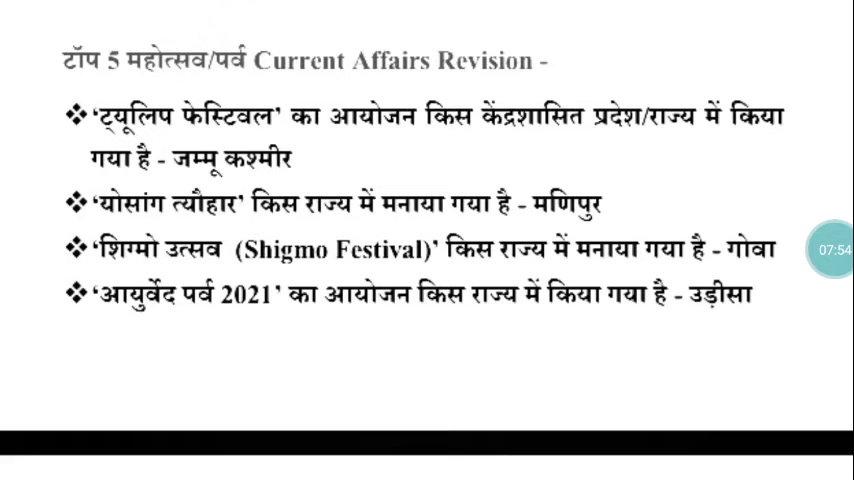 टॉप 5 महोत्सव/पर्व Current Affairs Revision -
❖ ‘ट्यूलिप फेस्टिवल’ का आयोजन किस केंद्रशासित प्रदेश/राज्य में किया
गया है - जम्मू कश्मीर
❖ ‘योसांग त्यौहार’ किस राज्य में मनाया गया है - मणिपुर
❖ ‘शिग्मो उत्सव (Shigmo Festival)’ किस राज्य में मनाया गया है - गोवा
07:54
❖ ‘आयुर्वेद पर्व 2021’ का आयोजन किस राज्य में किया गया है - उड़ीसा